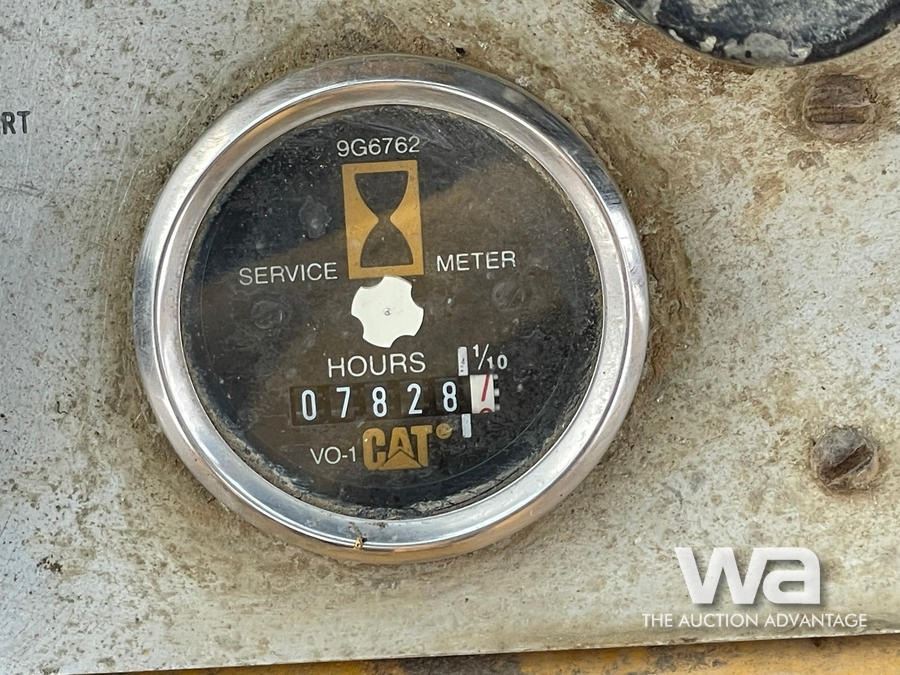 RT
9G6762
SERVICE METER
HOURS 1/10
07828
VO-1 CAT
wa
THE AUCTION ADVANTAGE